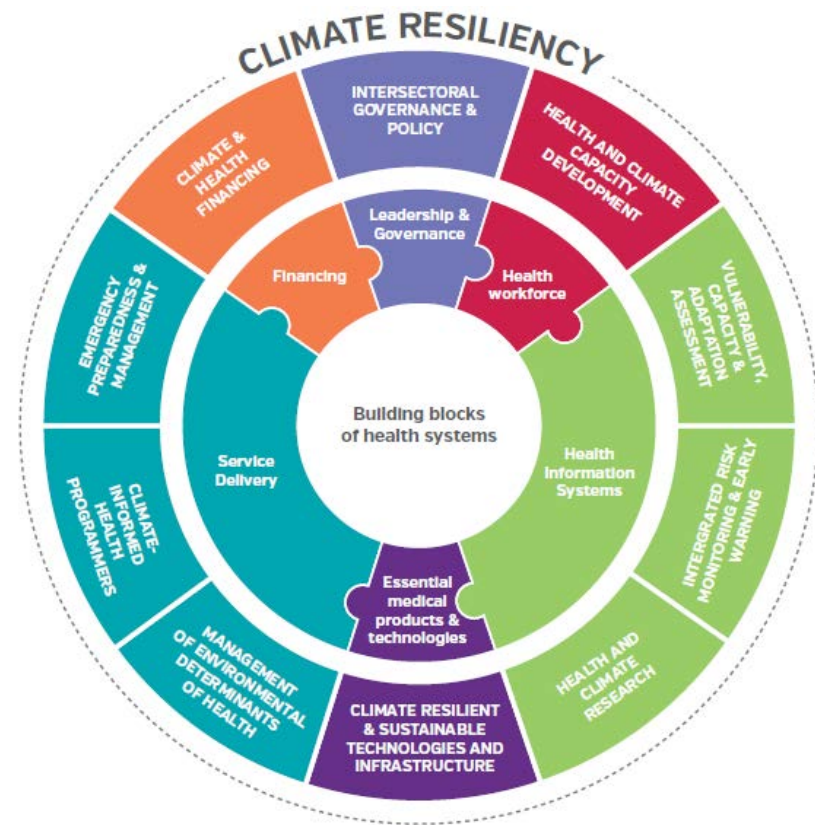 CLIMATE RESILIENCY
INTERSECTORAL
GOVERNANCE &
POLICY
HEALTH AND CLIMATE
CAPACITY
DEVELOPMENT
VULNERABILITY,
CAPACITY &
ADAPTATION
ASSESSMENT
INTERGRATED RISK
MONITORING & EARLY
WARNING
HEALTH AND
CLIMATE
RESEARCH
CLIMATE RESILIENT
& SUSTAINABLE
TECHNOLOGIES AND
INFRASTRUCTURE
MANAGEMENT
OF ENVIRONMENTAL
DETERMINANTS
OF HEALTH
CLIMATE-
INFORMED
HEALTH
PROGRAMMERS
EMERGENCY
PREPAREDNESS &
MANAGEMENT
CLIMATE &
HEALTH
FINANCING
Leadership &
Governance
Health
workforce
Health
Information
Systems
Essential
medical
products &
technologies
Service
Delivery
Financing
Building blocks
of health systems